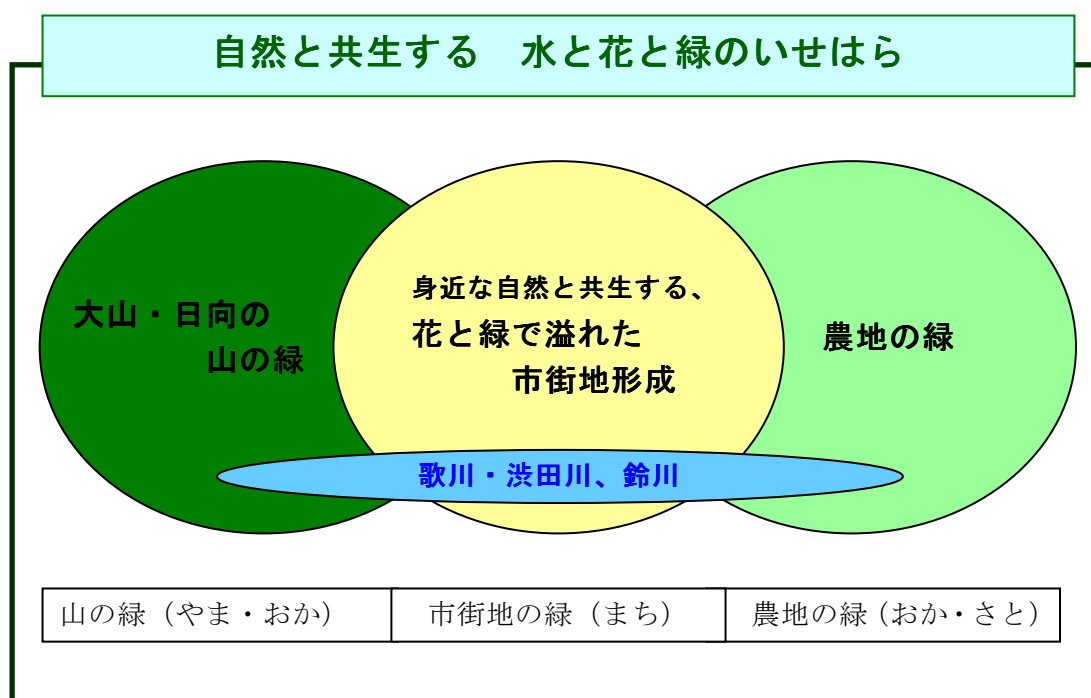 自然と共生する　水と花と緑のいせはら
大山・日向の
山の緑
身近な自然と共生する、
花と緑で溢れた
市街地形成
農地の緑
歌川・渋田川、鈴川
山の緑（やま・おか）
市街地の緑（まち）
農地の緑（おか・さと）